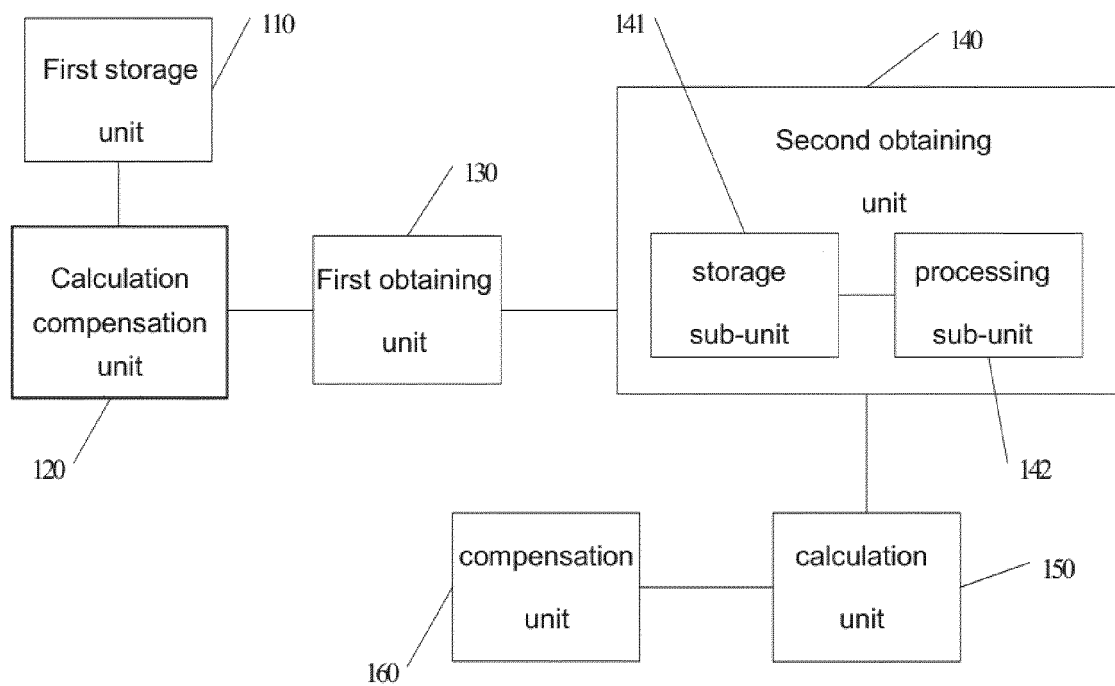 110
First storage
unit
141
140
Second obtaining
unit
130
Calculation
compensation
unit
First obtaining
unit
storage
sub-unit
processing
sub-unit
120
142
compensation
unit
calculation
unit
150
160